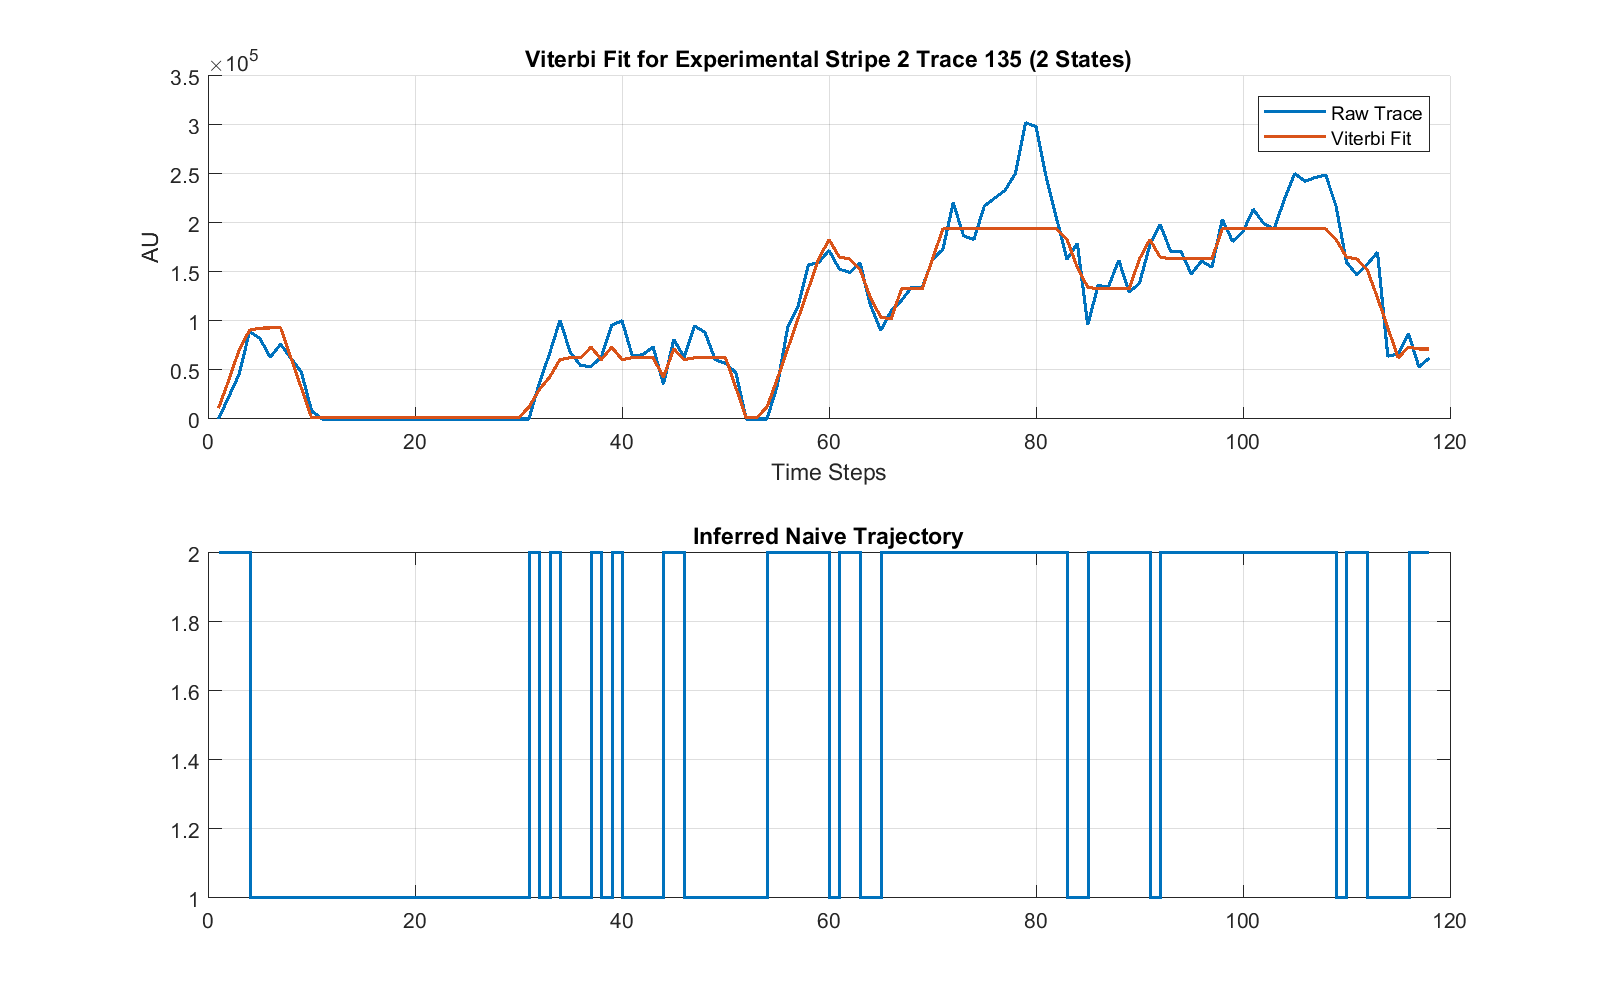 Viterbi Fit for Experimental Stripe 2 Trace 135 (2 States)
×10^5
3.5
3
2.5
2
1.5
1
0.5
0
AU
Raw Trace
Viterbi Fit
0 20 40 60 80 100 120
Time Steps
Inferred Naive Trajectory
2
1.8
1.6
1.4
1.2
1
0 20 40 60 80 100 120